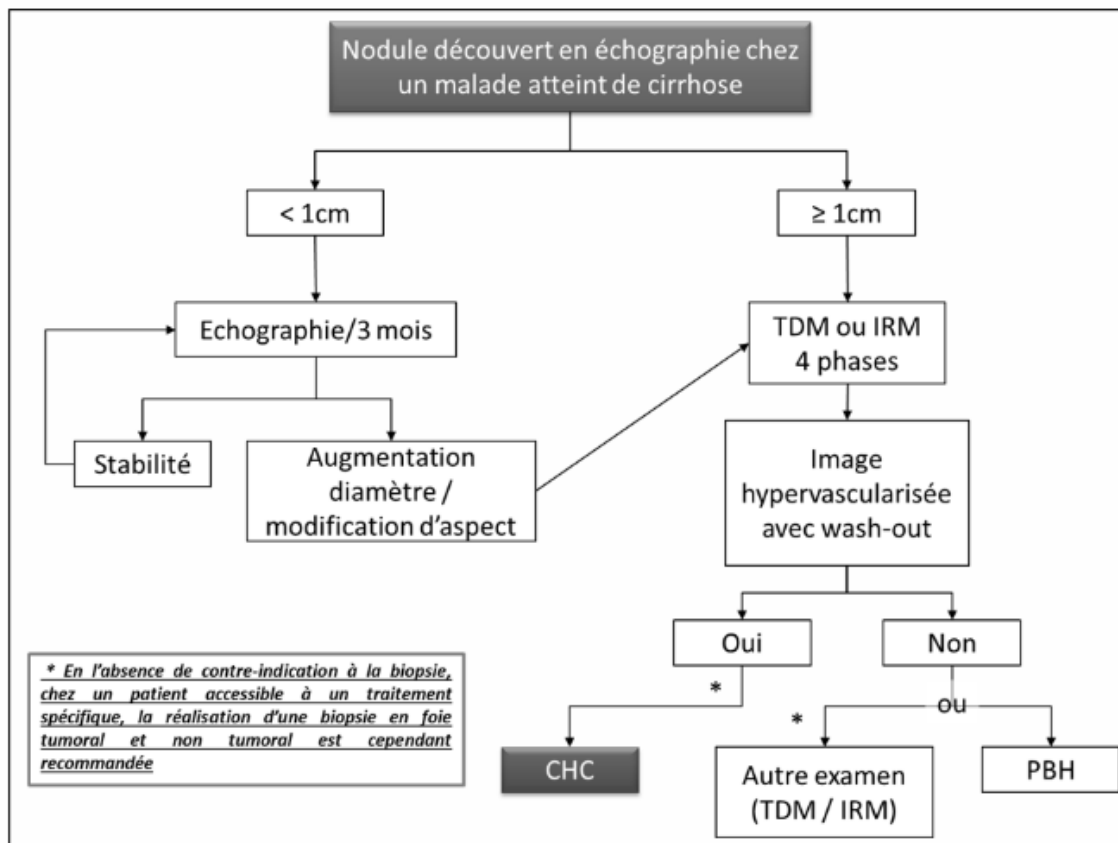 Nodule découvert en échographie chez
un malade atteint de cirrhose
< 1cm
≥ 1cm
Echographie/3 mois
TDM ou IRM
4 phases
Stabilité
Augmentation
diamètre /
modification d'aspect
Image
hypervascularisée
avec wash-out
Oui
Non
*
ou
*
CHC
Autre examen
(TDM / IRM)
PBH
* En l'absence de contre-indication à la biopsie,
chez un patient accessible à un traitement
spécifique, la réalisation d'une biopsie en foie
tumoral et non tumoral est cependant
recommandée